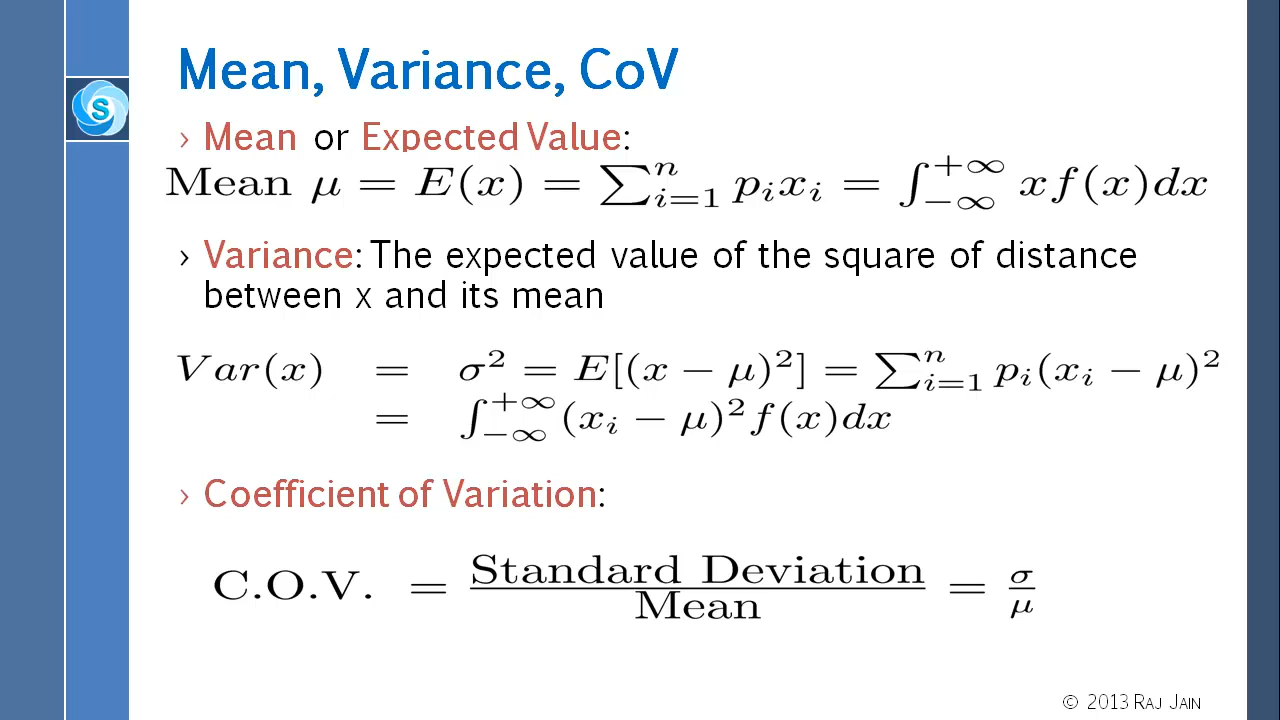 Mean, Variance, CoV
› Mean or Expected Value:
Mean μ = E(x) = ∑ⁿᵢ₌₁ pᵢxᵢ = ∫₋∞⁺∞ xf(x)dx
› Variance: The expected value of the square of distance
between x and its mean
Var(x) = σ² = E[(x − μ)²] = ∑ⁿᵢ₌₁ pᵢ(xᵢ − μ)²
= ∫₋∞⁺∞ (xᵢ − μ)² f(x)dx
› Coefficient of Variation:
C.O.V. = Standard Deviation / Mean = σ / μ
S
© 2013 RAJ JAIN